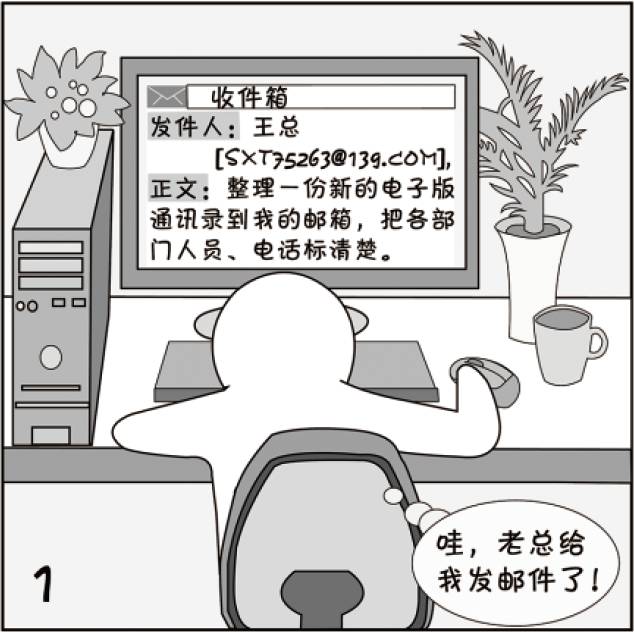 收件箱
发件人：王总
[SXT75263@139.COM],
正文：整理一份新的电子版
通讯录到我的邮箱，把各部
门人员、电话标清楚。
哇，老总给
我发邮件了！
1